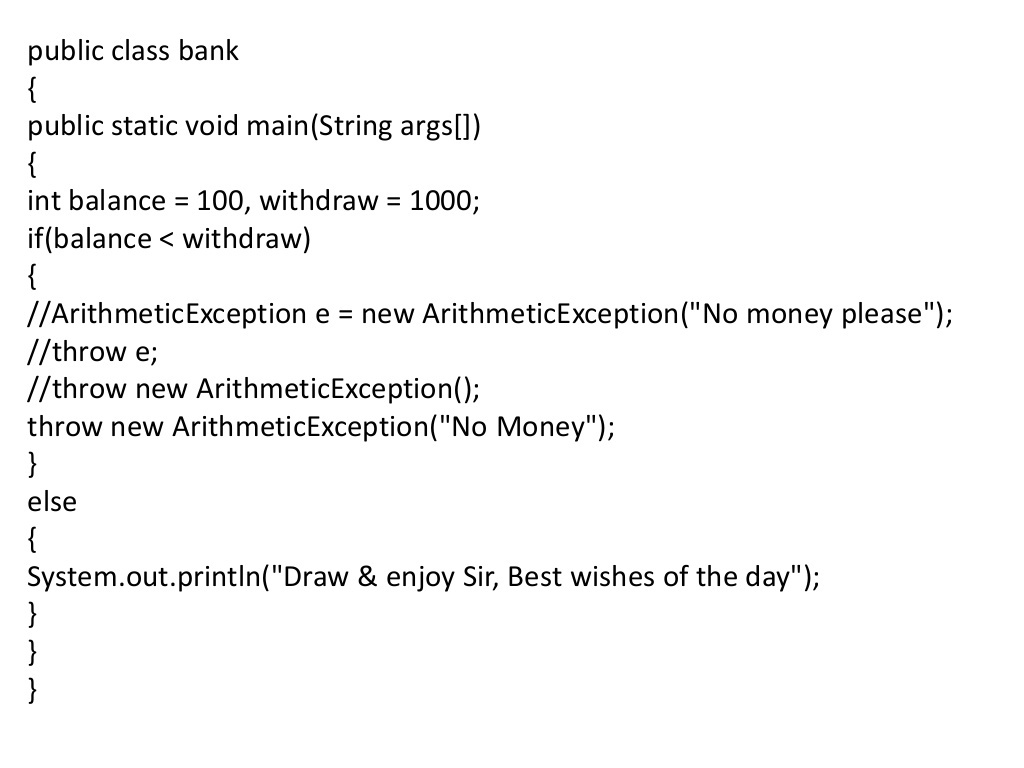 public class bank
{
public static void main(String args[])
{
int balance = 100, withdraw = 1000;
if(balance < withdraw)
{
//ArithmeticException e = new ArithmeticException("No money please");
//throw e;
//throw new ArithmeticException();
throw new ArithmeticException("No Money");
}
else
{
System.out.println("Draw & enjoy Sir, Best wishes of the day");
}
}
}